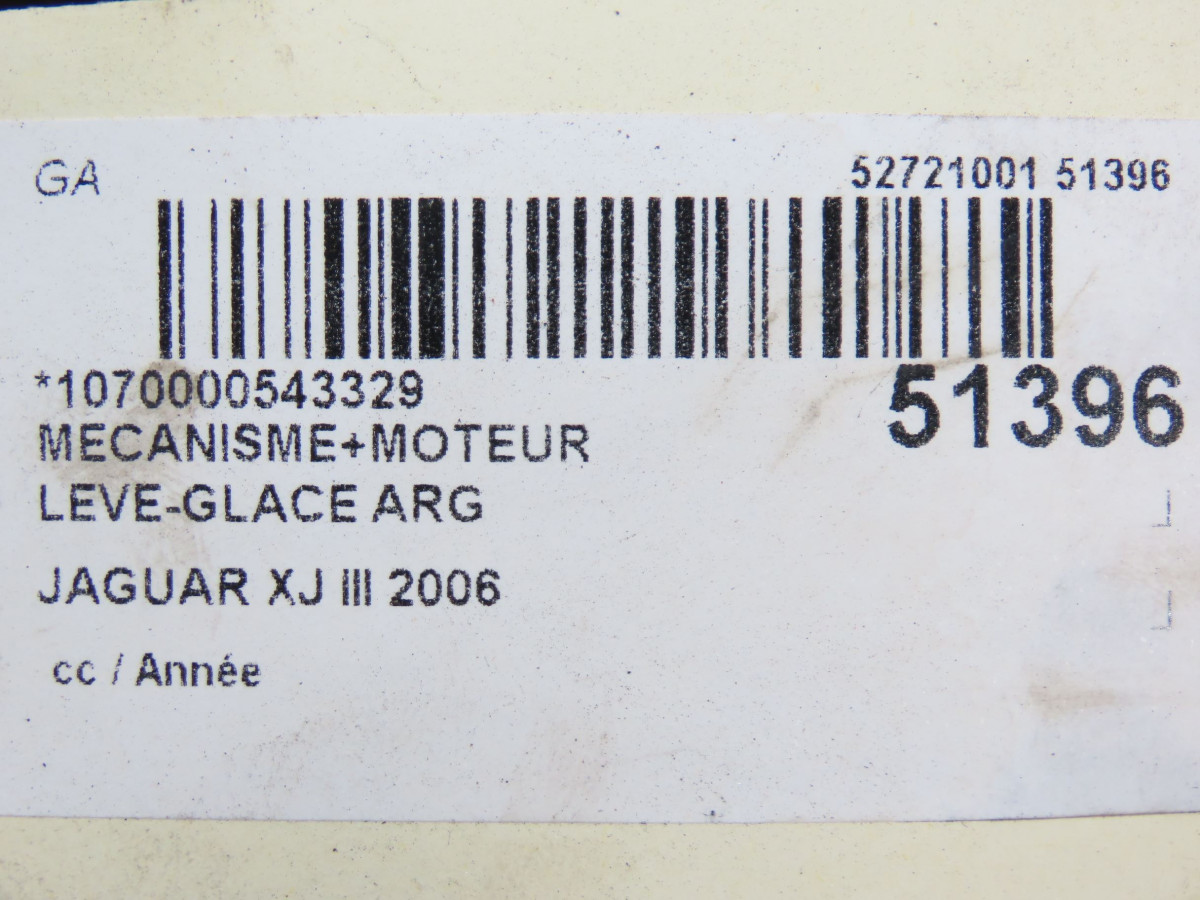 GA
52721001 51396
*1070000543329
51396
MECANISME+MOTEUR
LEVE-GLACE ARG
JAGUAR XJ III 2006
cc / Année